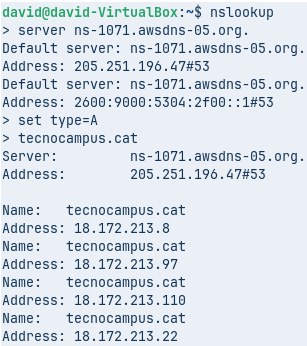 david@david-VirtualBox:~$ nslookup
> server ns-1071.awsdns-05.org.
Default server: ns-1071.awsdns-05.org.
Address: 205.251.196.47#53
Default server: ns-1071.awsdns-05.org.
Address: 2600:9000:5304:2f00::1#53
> set type=A
> tecnocampus.cat
Server:        ns-1071.awsdns-05.org.
Address:       205.251.196.47#53

Name:   tecnocampus.cat
Address: 18.172.213.8
Name:   tecnocampus.cat
Address: 18.172.213.97
Name:   tecnocampus.cat
Address: 18.172.213.110
Name:   tecnocampus.cat
Address: 18.172.213.22